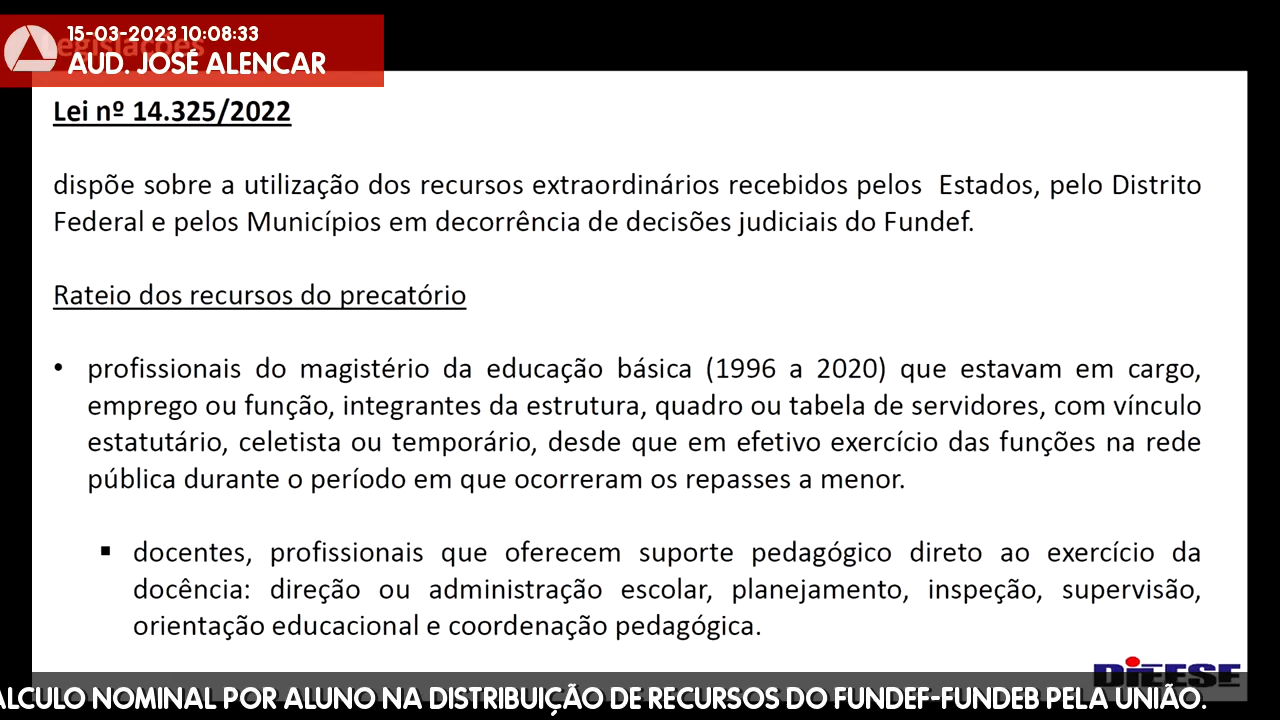 15-03-2023 10:08:33
Legislações
AUD. JOSÉ ALENCAR
Lei nº 14.325/2022
dispõe sobre a utilização dos recursos extraordinários recebidos pelos Estados, pelo Distrito
Federal e pelos Municípios em decorrência de decisões judiciais do Fundef.
Rateio dos recursos do precatório
• profissionais do magistério da educação básica (1996 a 2020) que estavam em cargo,
emprego ou função, integrantes da estrutura, quadro ou tabela de servidores, com vínculo
estatutário, celetista ou temporário, desde que em efetivo exercício das funções na rede
pública durante o período em que ocorreram os repasses a menor.
▪ docentes, profissionais que oferecem suporte pedagógico direto ao exercício da
docência: direção ou administração escolar, planejamento, inspeção, supervisão,
orientação educacional e coordenação pedagógica.
DIEESE
ALCULO NOMINAL POR ALUNO NA DISTRIBUIÇÃO DE RECURSOS DO FUNDEF-FUNDEB PELA UNIÃO.